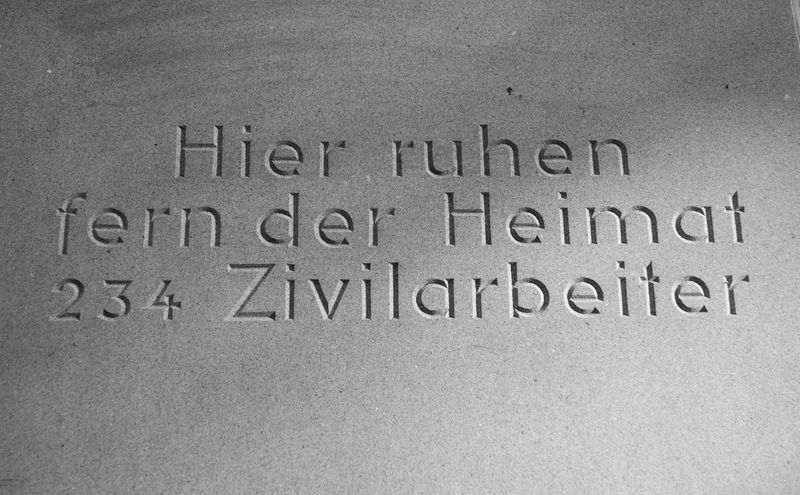 Hier ruhen
fern der Heimat
234 Zivilarbeiter